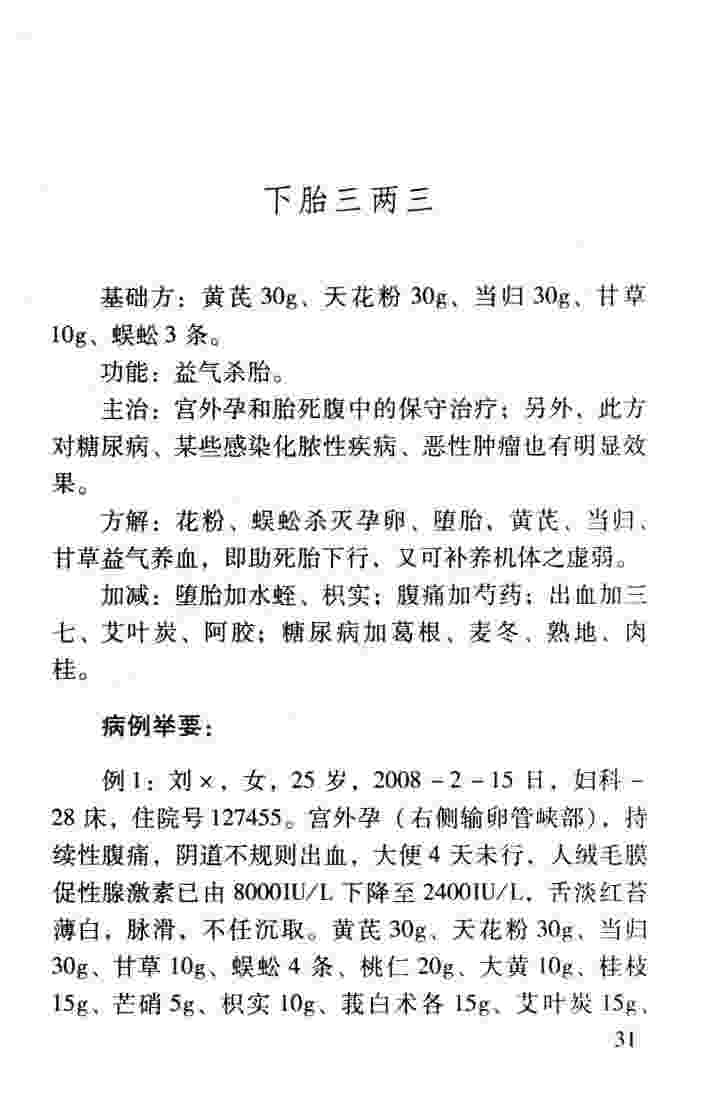 下胎三两三
基础方：黄芪 30g、天花粉 30g、当归 30g、甘草
10g、蜈蚣 3 条。
功能：益气杀胎。
主治：宫外孕和胎死腹中的保守治疗；另外，此方
对糖尿病、某些感染化脓性疾病、恶性肿瘤也有明显效
果。
方解：花粉、蜈蚣杀灭孕卵、堕胎，黄芪、当归、
甘草益气养血，即助死胎下行，又可补养机体之虚弱。
加减：堕胎加水蛭、枳实；腹痛加芍药；出血加三
七、艾叶炭、阿胶；糖尿病加葛根、麦冬、熟地、肉
桂。
病例举要：
例 1：刘 ×，女，25 岁，2008－2－15 日，妇科－
28 床，住院号 127455。宫外孕（右侧输卵管峡部），持
续性腹痛，阴道不规则出血，大便 4 天未行，人绒毛膜
促性腺激素已由 8000IU/L 下降至 2400IU/L，舌淡红苔
薄白，脉滑，不任沉取。黄芪 30g、天花粉 30g、当归
30g、甘草 10g、蜈蚣 4 条、桃仁 20g、大黄 10g、桂枝
15g、芒硝 5g、枳实 10g、莪白术各 15g、艾叶炭 15g、
31